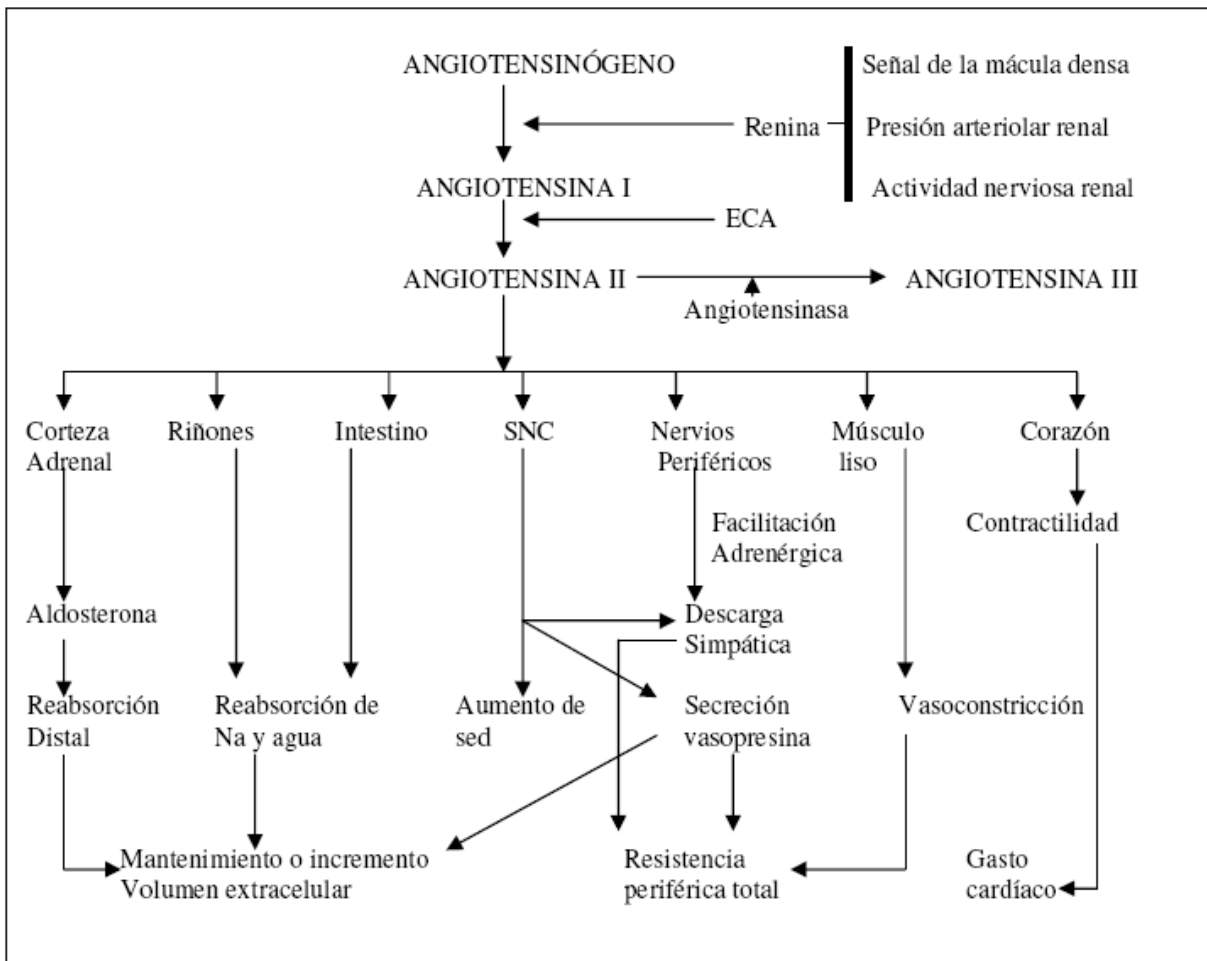 ANGIOTENSINÓGENO
Señal de la mácula densa
Renina
Presión arteriolar renal
ANGIOTENSINA I
Actividad nerviosa renal
ECA
ANGIOTENSINA II
ANGIOTENSINA III
Angiotensinasa
Corteza
Adrenal
Riñones
Intestino
SNC
Nervios
Periféricos
Músculo
liso
Corazón
Facilitación
Adrenérgica
Contractilidad
Aldosterona
Descarga
Simpática
Reabsorción
Distal
Reabsorción de
Na y agua
Aumento de
sed
Secreción
vasopresina
Vasoconstricción
Mantenimiento o incremento
Volumen extracelular
Resistencia
periférica total
Gasto
cardíaco